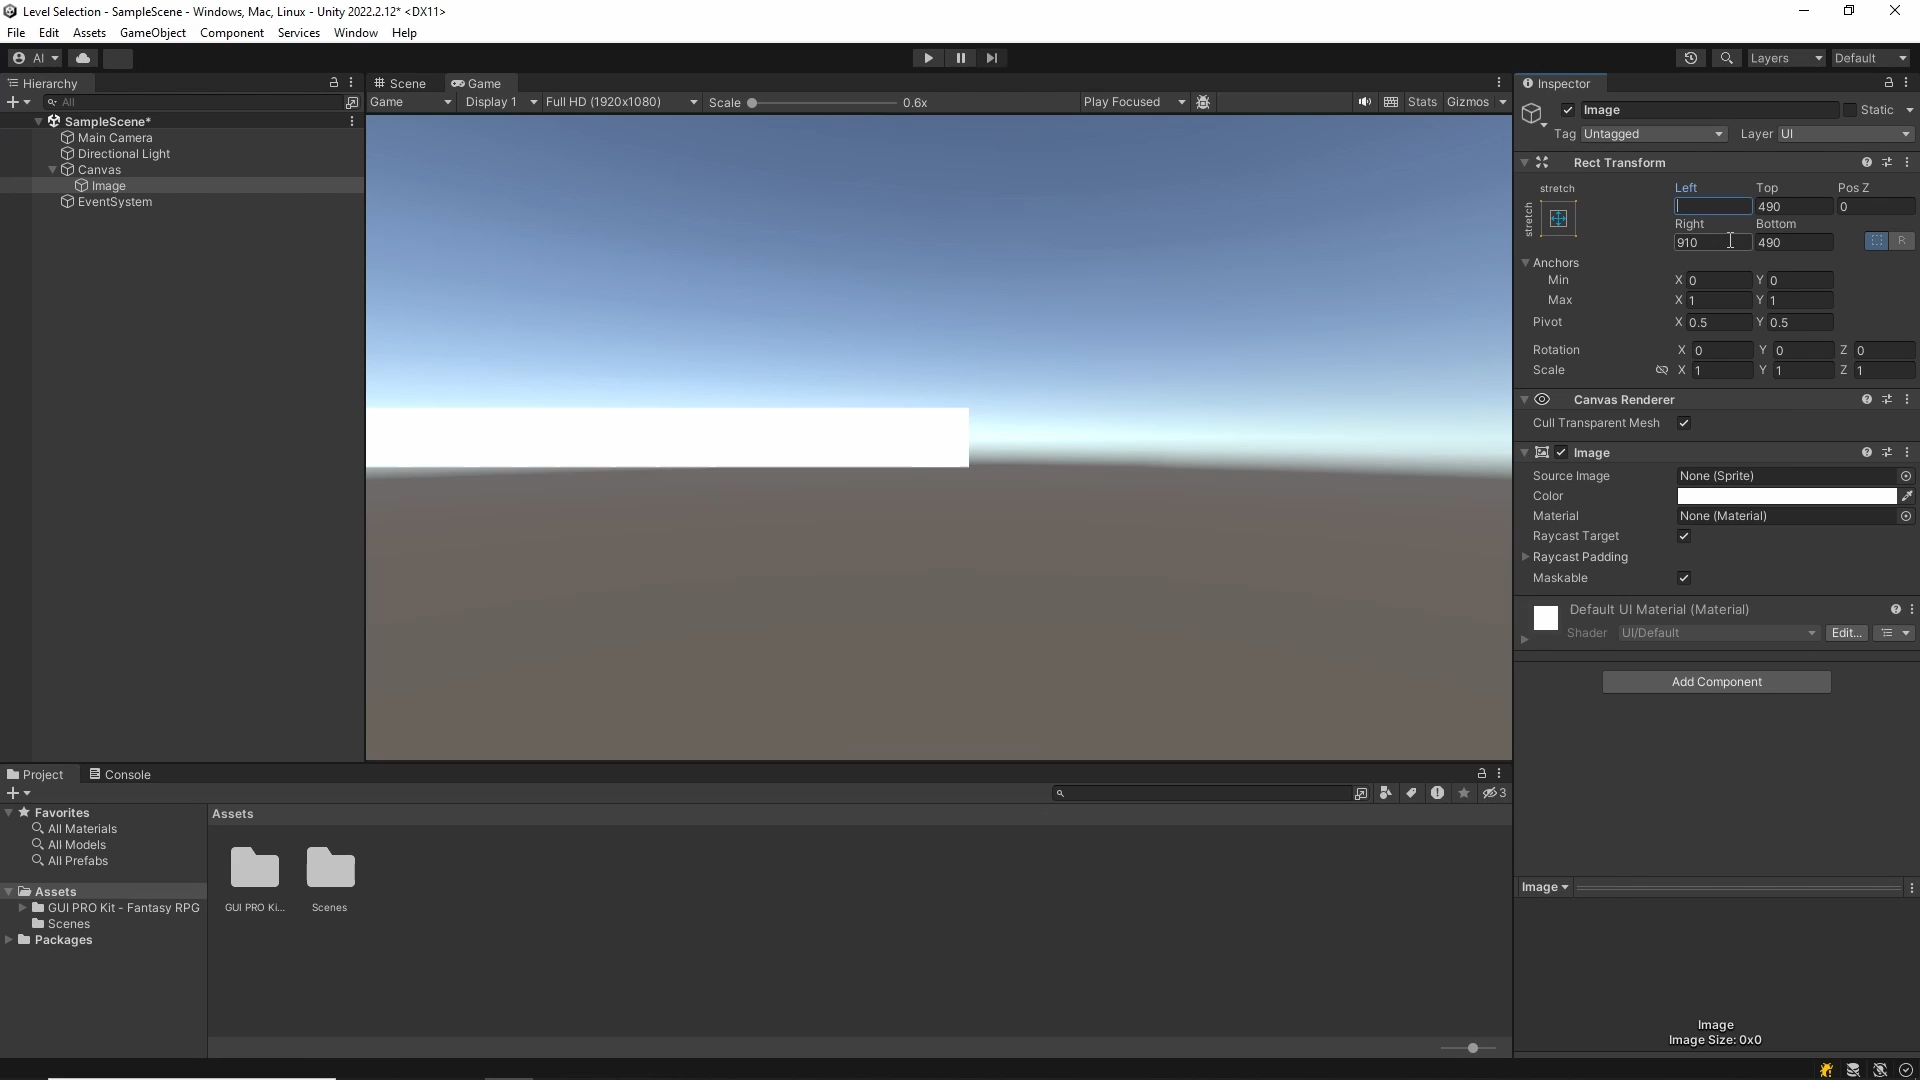 Level Selection - SampleScene - Windows, Mac, Linux - Unity 2022.2.12* <DX11>
File Edit Assets GameObject Component Services Window Help
AI
Layers
Default
Hierarchy
All
SampleScene*
Main Camera
Directional Light
Canvas
Image
EventSystem
Scene
Game
Game
Display 1
Full HD (1920x1080)
Scale
0.6x
Play Focused
Stats
Gizmos
Inspector
Image
Static
Tag Untagged
Layer UI
Rect Transform
stretch
stretch
Left Top Pos Z
490 0
Right Bottom
910 490
R
Anchors
Min X 0 Y 0
Max X 1 Y 1
Pivot X 0.5 Y 0.5
Rotation X 0 Y 0 Z 0
Scale X 1 Y 1 Z 1
Canvas Renderer
Cull Transparent Mesh
Image
Source Image None (Sprite)
Color
Material None (Material)
Raycast Target
Raycast Padding
Maskable
Default UI Material (Material)
Shader UI/Default
Edit...
Add Component
Image
Image
Image Size: 0x0
Project
Console
3
Favorites
All Materials
All Models
All Prefabs
Assets
GUI PRO Kit - Fantasy RPG
Scenes
Packages
Assets
GUI PRO Ki...
Scenes